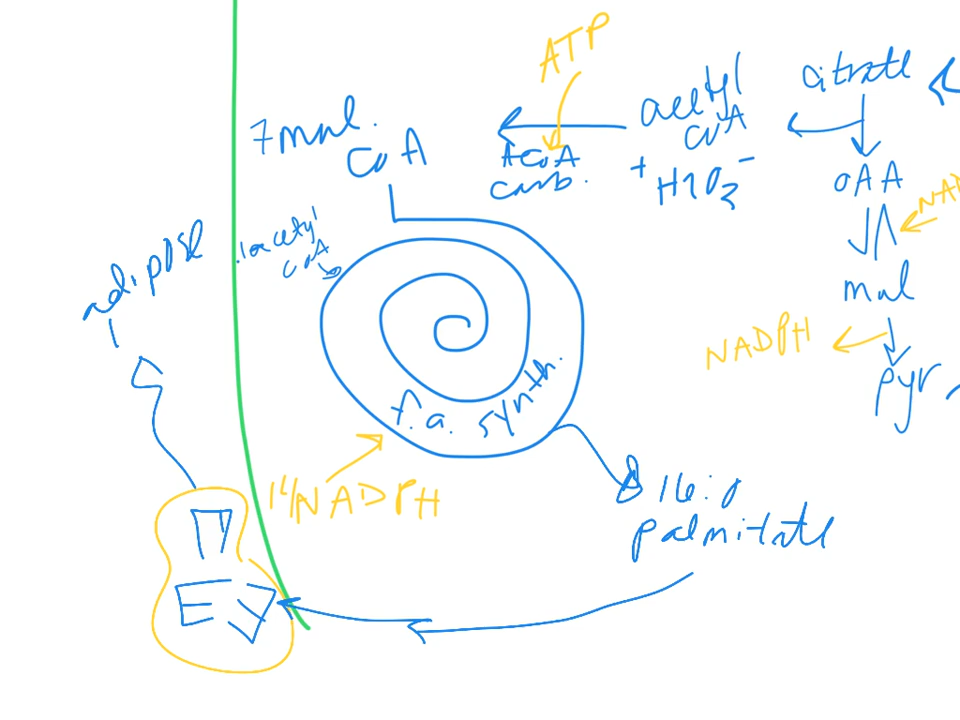 ATP
citrate
acetyl
CoA
+ H2O3-
ACoA
carb.
7 mal.
CoA
OAA
NAD
mal
NADPH
pyr
adipose
1 acetyl
CoA
f.a. synth.
14 NADPH
16:0
palmitate